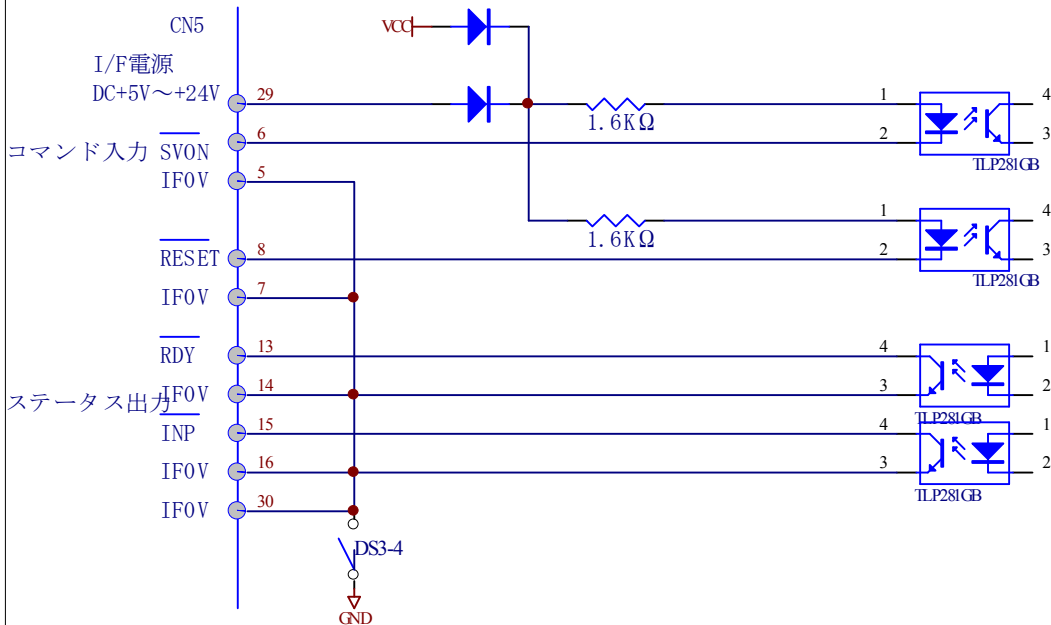 CN5
VCC
I/F電源
DC+5V～+24V
29
1.6KΩ
1
2
4
3
TLP281GB
コマンド入力
SVON
6
IF0V
5
1.6KΩ
1
2
4
3
TLP281GB
RESET
8
IF0V
7
RDY
13
4
3
1
2
TLP281GB
ステータス出力
IF0V
14
INP
15
4
3
1
2
TLP281GB
IF0V
16
IF0V
30
DS3-4
GND